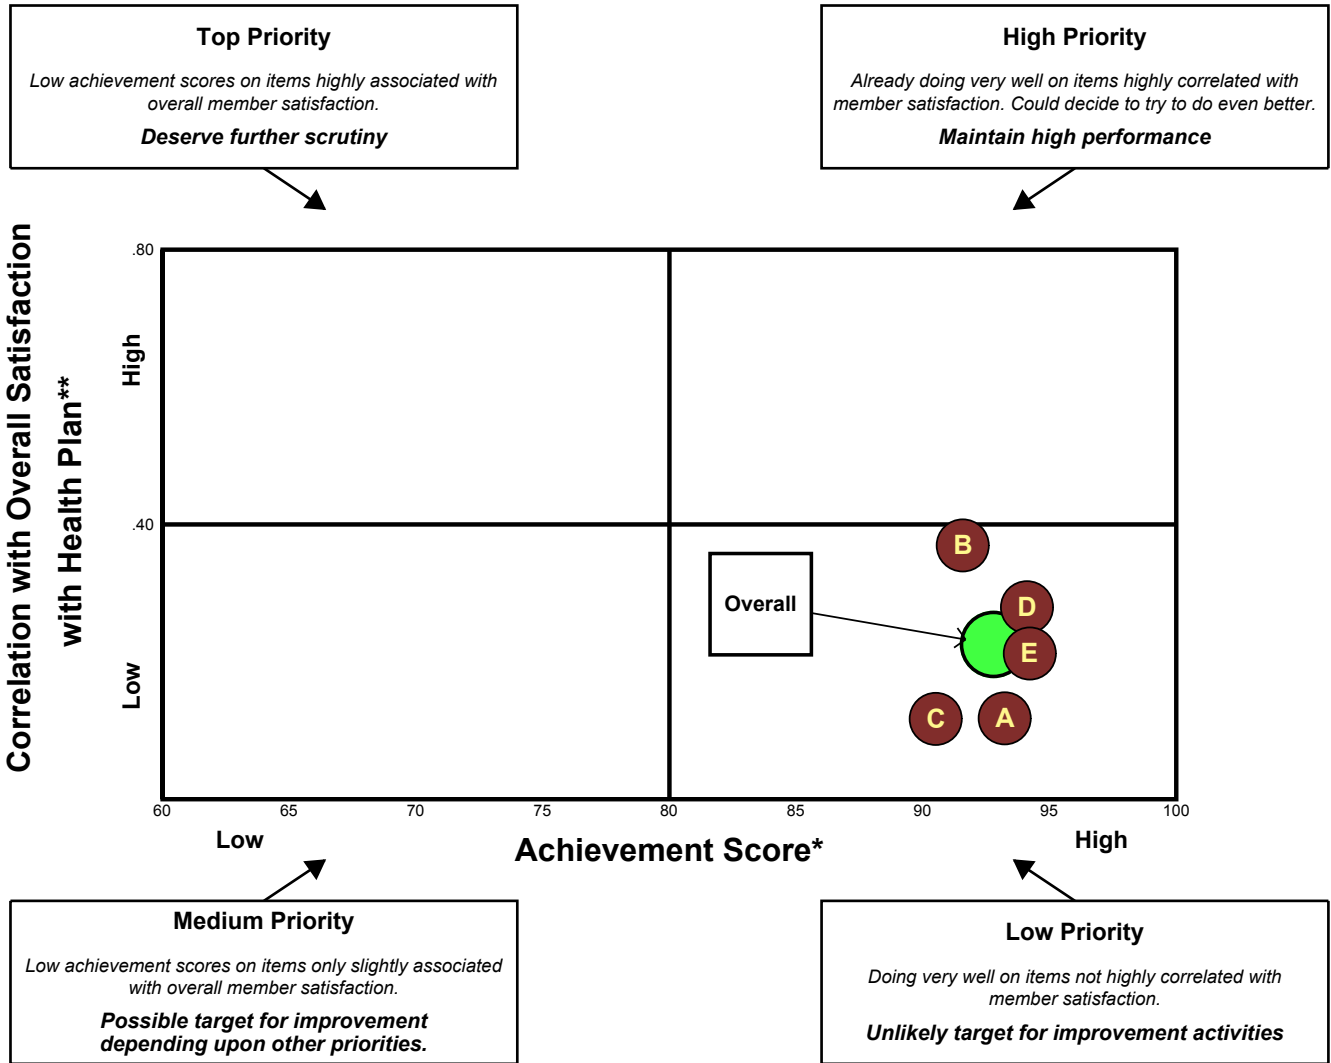 Top Priority
Low achievement scores on items highly associated with
overall member satisfaction.
Deserve further scrutiny
High Priority
Already doing very well on items highly correlated with
member satisfaction. Could decide to try to do even better.
Maintain high performance
Correlation with Overall Satisfaction
with Health Plan**
.80
High
.40
Low
B
D
Overall
E
C
A
60
65
70
75
80
85
90
95
100
Low
Achievement Score*
High
Medium Priority
Low achievement scores on items only slightly associated
with overall member satisfaction.
Possible target for improvement
depending upon other priorities.
Low Priority
Doing very well on items not highly correlated with
member satisfaction.
Unlikely target for improvement activities